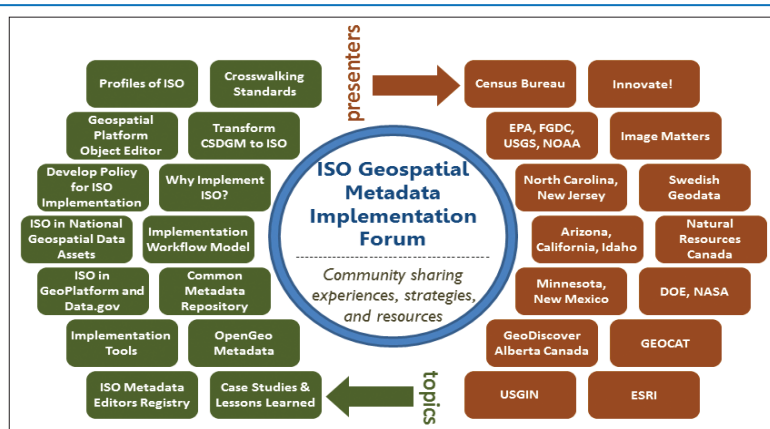 presenters
Profiles of ISO
Crosswalking
Standards
Census Bureau
Innovate!
Geospatial
Platform
Object Editor
Transform
CSDGM to ISO
EPA, FGDC,
USGS, NOAA
Image Matters
Develop Policy
for ISO
Implementation
Why Implement
ISO?
ISO Geospatial
Metadata
Implementation
Forum
Community sharing
experiences, strategies,
and resources
North Carolina,
New Jersey
Swedish
Geodata
ISO in National
Geospatial Data
Assets
Implementation
Workflow Model
Arizona,
California, Idaho
Natural
Resources
Canada
ISO in
GeoPlatform and
Data.gov
Common
Metadata
Repository
Minnesota,
New Mexico
DOE, NASA
Implementation
Tools
OpenGeo
Metadata
GeoDiscover
Alberta Canada
GEOCAT
ISO Metadata
Editors Registry
Case Studies &
Lessons Learned
topics
USGIN
ESRI